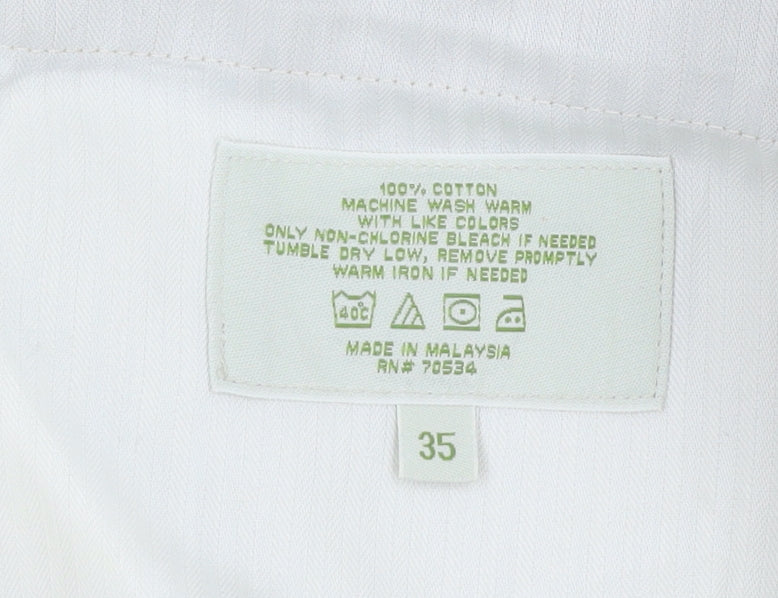 100% COTTON
MACHINE WASH WARM
WITH LIKE COLORS
ONLY NON-CHLORINE BLEACH IF NEEDED
TUMBLE DRY LOW, REMOVE PROMPTLY
WARM IRON IF NEEDED
40°C
MADE IN MALAYSIA
RN# 70534
35